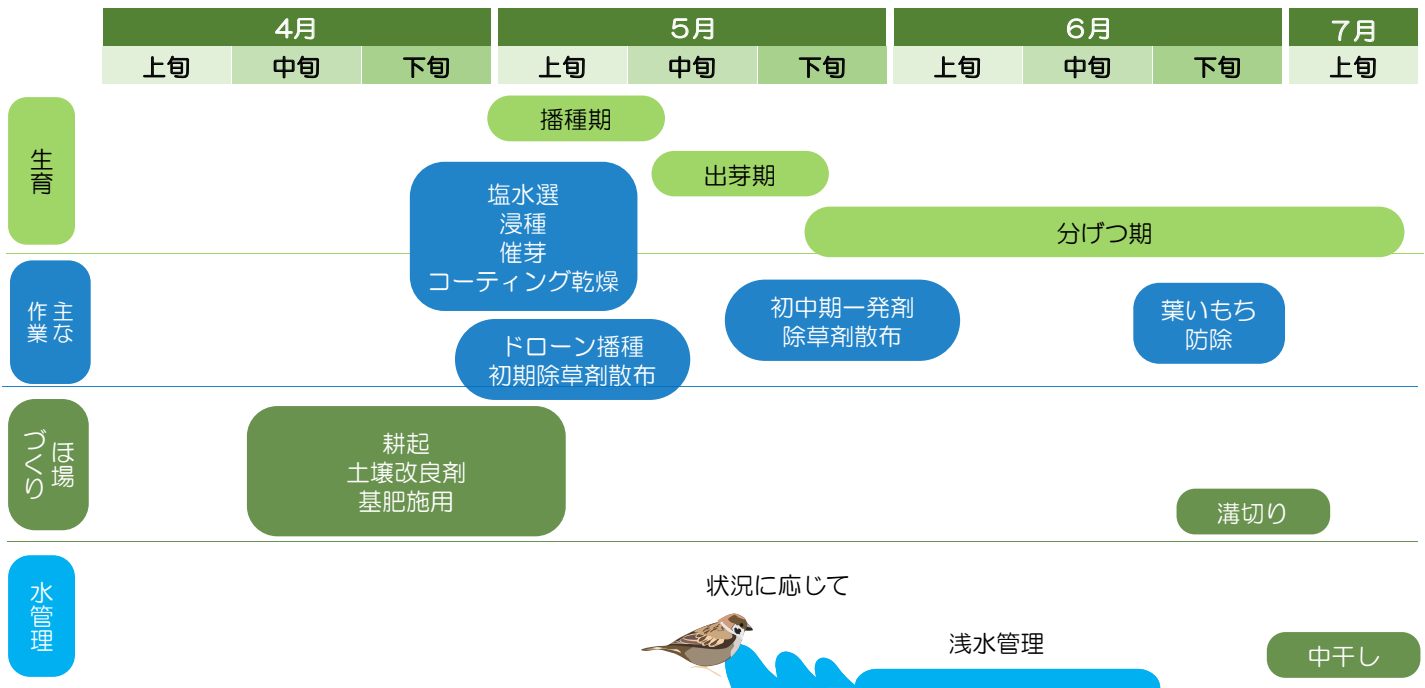 4月
5月
6月
7月
上旬
中旬
下旬
上旬
中旬
下旬
上旬
中旬
下旬
上旬
生育
播種期
出芽期
分げつ期
塩水選
浸種
催芽
コーティング乾燥
主な
作業
ドローン播種
初期除草剤散布
初中期一発剤
除草剤散布
葉いもち
防除
ほ場
づくり
耕起
土壌改良剤
基肥施用
溝切り
水管理
状況に応じて
浅水管理
中干し